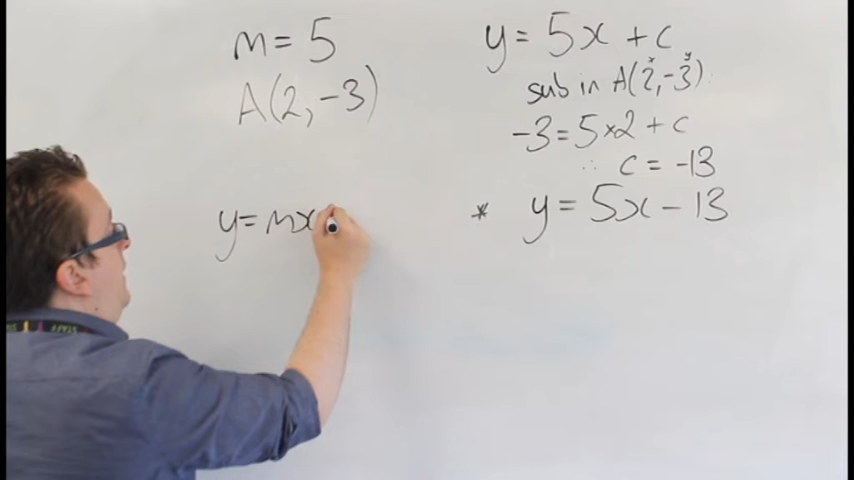 m = 5
A(2, -3)
y = mx
y = 5x + c
x y
sub in A(2, -3)
-3 = 5×2 + c
∴ c = -13
* y = 5x - 13